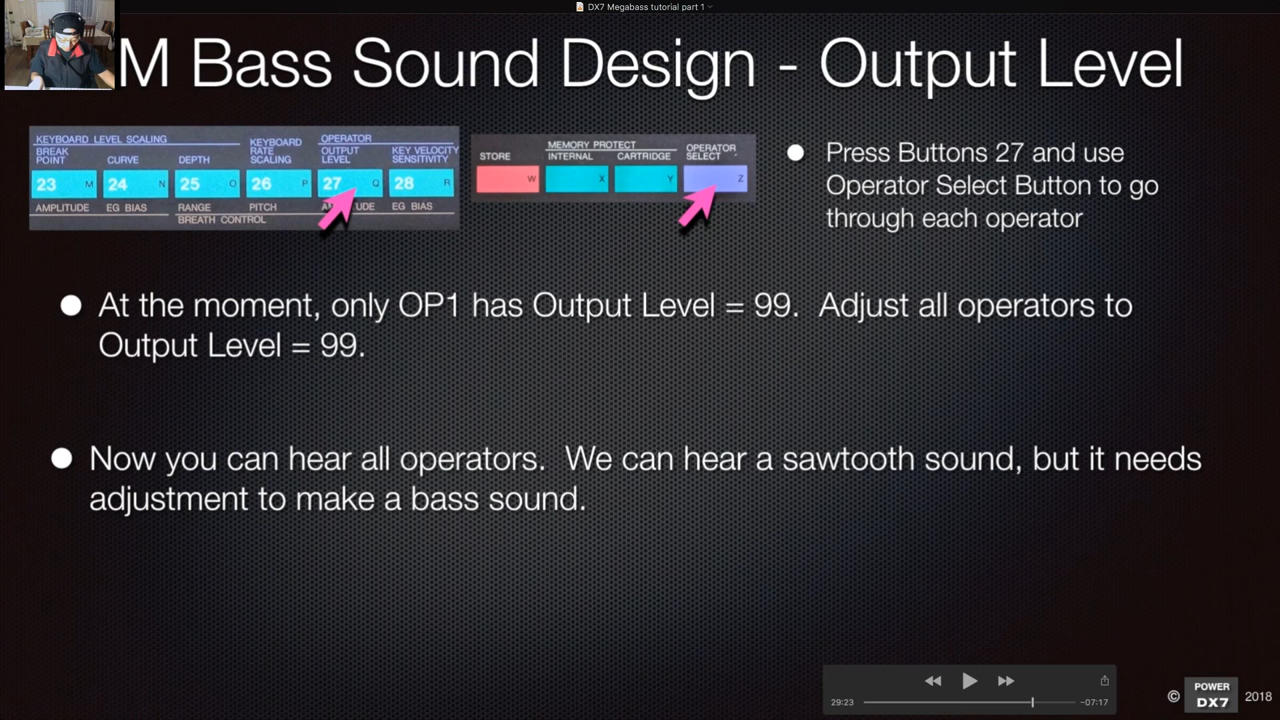 DX7 Megabass tutorial part 1
M Bass Sound Design - Output Level
KEYBOARD LEVEL SCALING
BREAK POINT
CURVE
DEPTH
KEYBOARD RATE SCALING
OPERATOR
OUTPUT LEVEL
KEY VELOCITY SENSITIVITY
23 M
24 N
25 O
26 P
27 Q
28 R
AMPLITUDE
EG BIAS
RANGE
PITCH
EG BIAS
BREATH CONTROL
STORE
MEMORY PROTECT
INTERNAL
CARTRIDGE
OPERATOR SELECT
W
X
Y
Z
Press Buttons 27 and use
Operator Select Button to go
through each operator
At the moment, only OP1 has Output Level = 99. Adjust all operators to
Output Level = 99.
Now you can hear all operators. We can hear a sawtooth sound, but it needs
adjustment to make a bass sound.
29:23
-07:17
© POWER DX7 2018